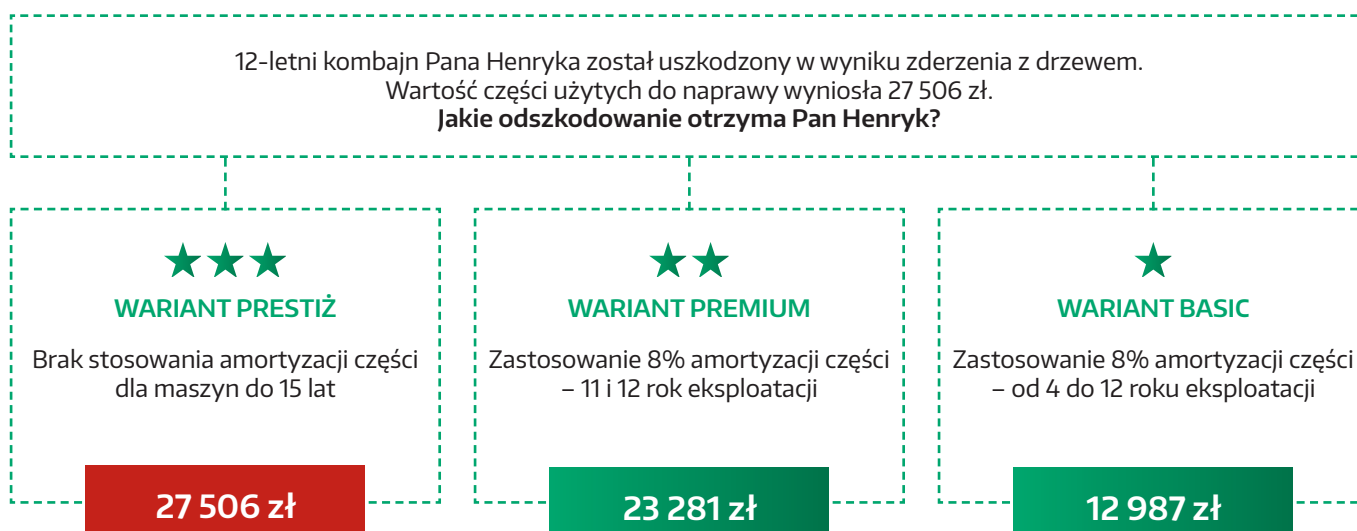 12-letni kombajn Pana Henryka został uszkodzony w wyniku zderzenia z drzewem.
Wartość części użytych do naprawy wyniosła 27 506 zł.
Jakie odszkodowanie otrzyma Pan Henryk?
WARIANT PRESTIŻ
Brak stosowania amortyzacji części
dla maszyn do 15 lat
27 506 zł
WARIANT PREMIUM
Zastosowanie 8% amortyzacji części
– 11 i 12 rok eksploatacji
23 281 zł
WARIANT BASIC
Zastosowanie 8% amortyzacji części
– od 4 do 12 roku eksploatacji
12 987 zł